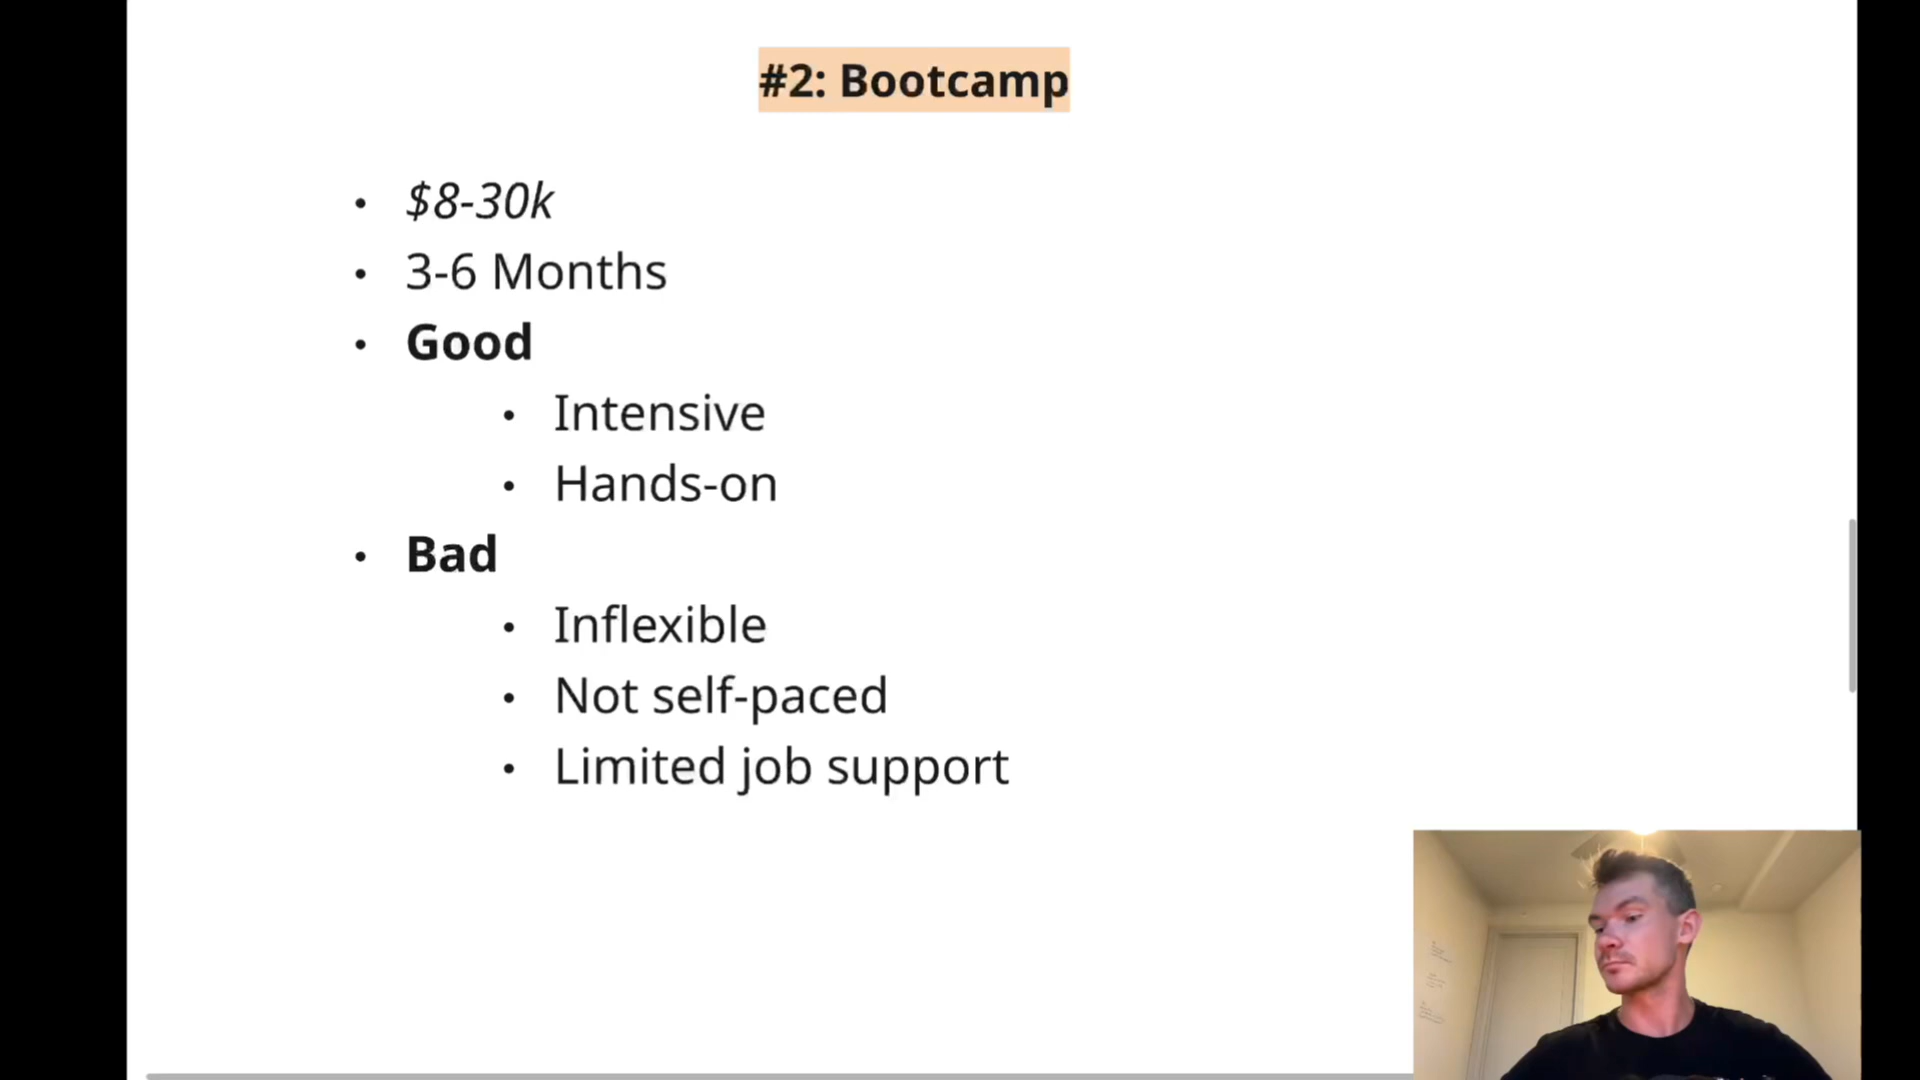 #2: Bootcamp
• $8-30k
• 3-6 Months
• Good
• Intensive
• Hands-on
• Bad
• Inflexible
• Not self-paced
• Limited job support